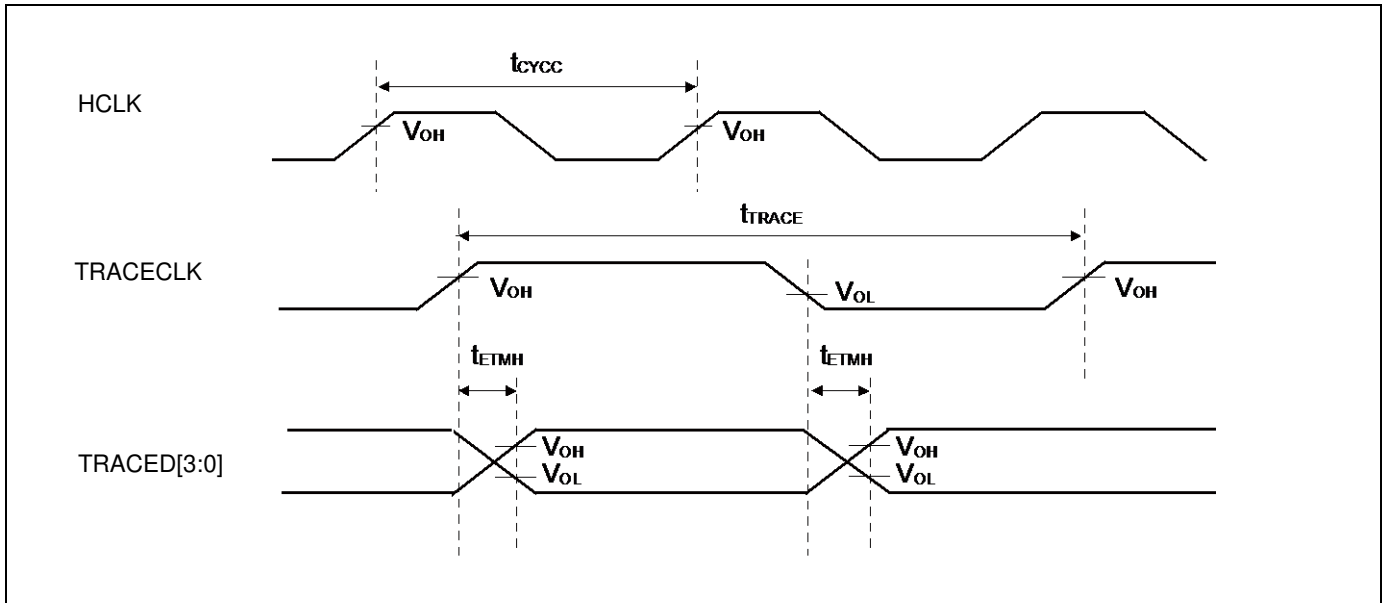 tCYCC
HCLK
VOH VOH
tTRACE
TRACECLK
VOH VOL VOH
tETMH tETMH
VOH VOH
TRACED[3:0]
VOL VOL